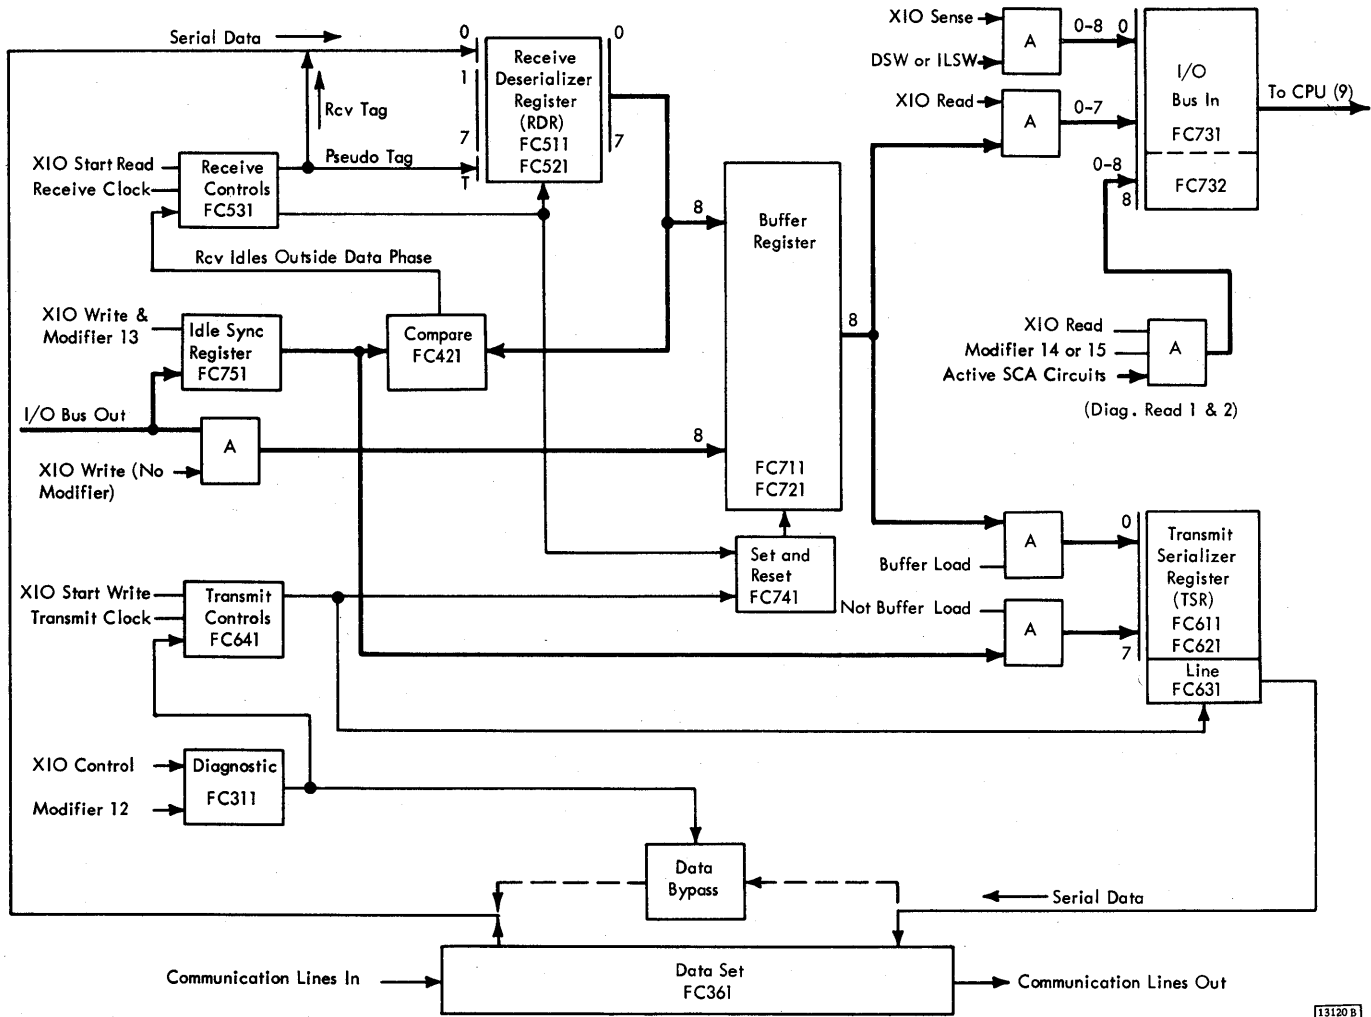 Serial Data
0
1
7
T
Receive
Deserializer
Register
(RDR)
FC511
FC521
0
7
Rcv Tag
Pseudo Tag
XIO Start Read
Receive Clock
Receive
Controls
FC531
Rcv Idles Outside Data Phase
XIO Write &
Modifier 13
Idle Sync
Register
FC751
Compare
FC421
I/O Bus Out
A
XIO Write (No
Modifier)
8
8
Buffer
Register
FC711
FC721
8
XIO Sense
DSW or ILSW
A
0-8
0
XIO Read
A
0-7
0-8
8
I/O
Bus In
FC731
FC732
To CPU (9)
XIO Read
Modifier 14 or 15
Active SCA Circuits
A
(Diag. Read 1 & 2)
Set and
Reset
FC741
XIO Start Write
Transmit Clock
Transmit
Controls
FC641
Buffer Load
A
Not Buffer Load
A
0
7
Transmit
Serializer
Register
(TSR)
FC611
FC621
Line
FC631
XIO Control
Modifier 12
Diagnostic
FC311
Data
Bypass
Serial Data
Communication Lines In
Data Set
FC361
Communication Lines Out
13120 B